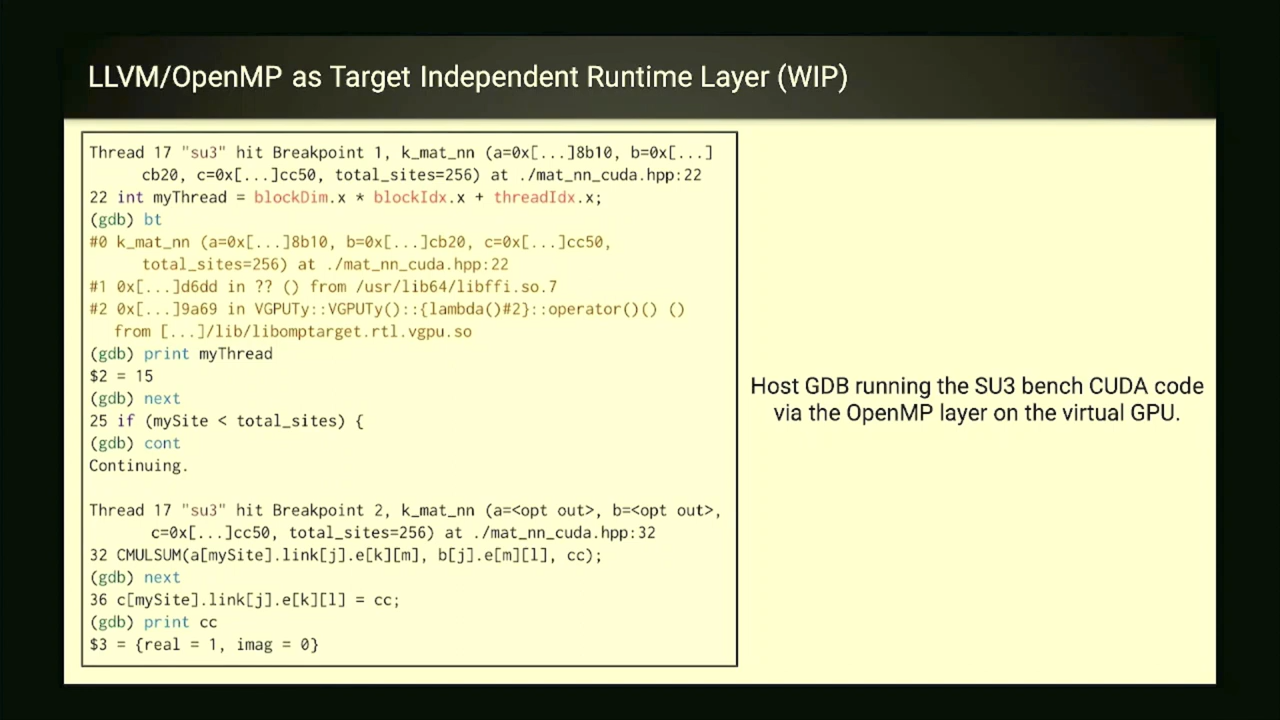 LLVM/OpenMP as Target Independent Runtime Layer (WIP)
Thread 17 "su3" hit Breakpoint 1, k_mat_nn (a=0x[...]8b10, b=0x[...]
cb20, c=0x[...]cc50, total_sites=256) at ./mat_nn_cuda.hpp:22
22 int myThread = blockDim.x * blockIdx.x + threadIdx.x;
(gdb) bt
#0 k_mat_nn (a=0x[...]8b10, b=0x[...]cb20, c=0x[...]cc50,
total_sites=256) at ./mat_nn_cuda.hpp:22
#1 0x[...]d6dd in ?? () from /usr/lib64/libffi.so.7
#2 0x[...]9a69 in VGPUTy::VGPUTy()::{lambda()#2}::operator()() ()
from [...]/lib/libomptarget.rtl.vgpu.so
(gdb) print myThread
$2 = 15
(gdb) next
25 if (mySite < total_sites) {
(gdb) cont
Continuing.
Thread 17 "su3" hit Breakpoint 2, k_mat_nn (a=<opt out>, b=<opt out>,
c=0x[...]cc50, total_sites=256) at ./mat_nn_cuda.hpp:32
32 CMULSUM(a[mySite].link[j].e[k][m], b[j].e[m][l], cc);
(gdb) next
36 c[mySite].link[j].e[k][l] = cc;
(gdb) print cc
$3 = {real = 1, imag = 0}
Host GDB running the SU3 bench CUDA code
via the OpenMP layer on the virtual GPU.